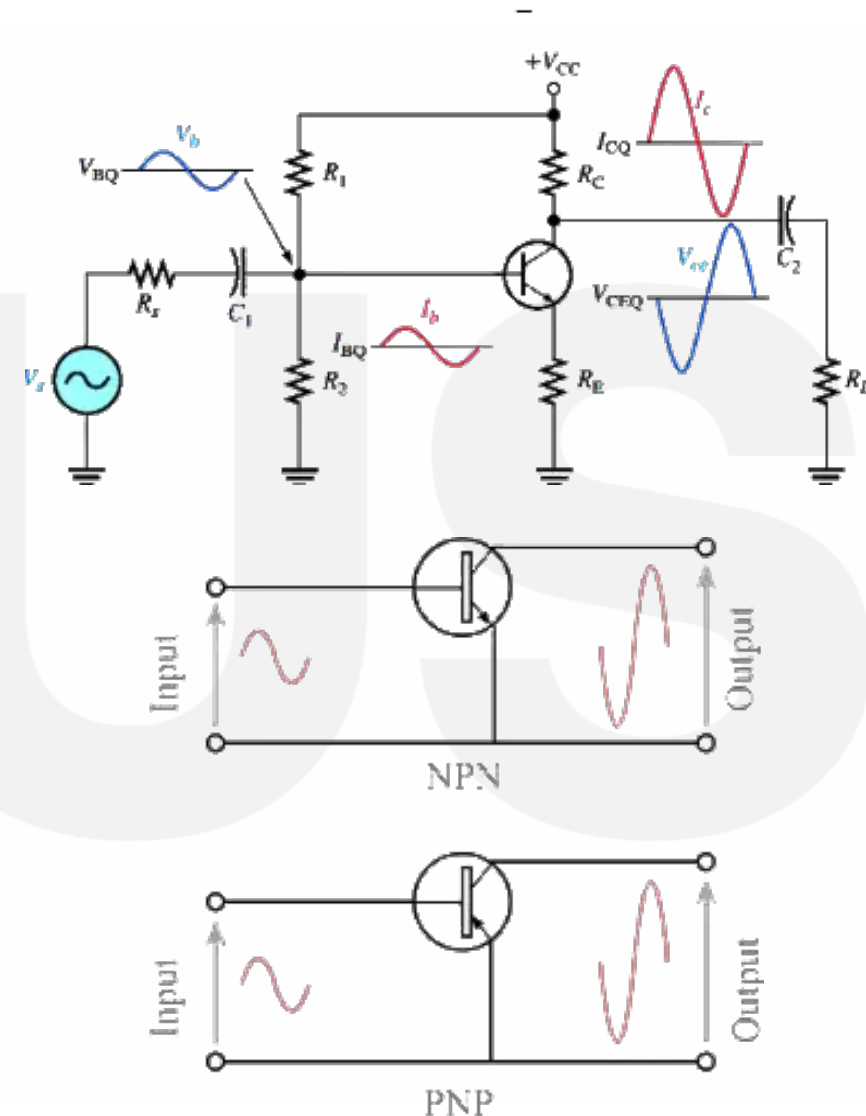 +VCC
Vb
Ic
VBQ
R1
RC
ICQ
Rs
C1
Ib
Vce
C2
VCEQ
IBQ
Vs
R2
RE
RL
Input
Output
NPN
Input
Output
PNP